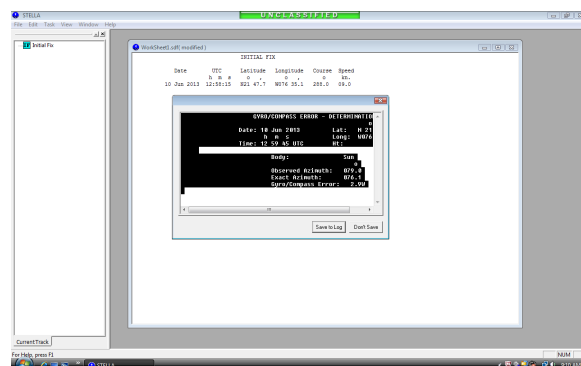 STELLA
UNCLASSIFIED
File Edit Task View Window Help
Initial Fix
WorkSheet1.sdf( modified )
INITIAL FIX
Date UTC Latitude Longitude Course Speed
h m s o , o , o kn.
10 Jun 2013 12:58:15 N21 47.7 W076 35.1 288.0 09.0
GYRO/COMPASS ERROR - DETERMINATIO
o
Date: 10 Jun 2013 Lat: N 21
h m s Long: W076
Time: 12 59 45 UTC Ht:
Body: Sun
o
Observed Azimuth: 079.0
Exact Azimuth: 076.1
Gyro/Compass Error: 2.9W
Save to Log Don't Save
Current Track
For Help, press F1
NUM
STELLA